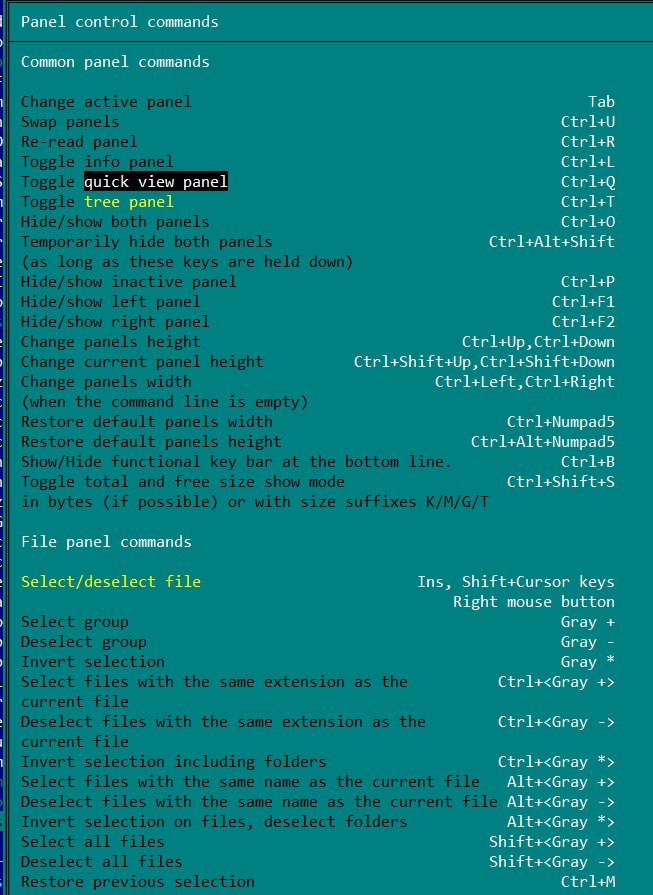 Panel control commands
Common panel commands
Change active panel Tab
Swap panels Ctrl+U
Re-read panel Ctrl+R
Toggle info panel Ctrl+L
Toggle quick view panel Ctrl+Q
Toggle tree panel Ctrl+T
Hide/show both panels Ctrl+O
Temporarily hide both panels Ctrl+Alt+Shift
(as long as these keys are held down)
Hide/show inactive panel Ctrl+P
Hide/show left panel Ctrl+F1
Hide/show right panel Ctrl+F2
Change panels height Ctrl+Up,Ctrl+Down
Change current panel height Ctrl+Shift+Up,Ctrl+Shift+Down
Change panels width Ctrl+Left,Ctrl+Right
(when the command line is empty)
Restore default panels width Ctrl+Numpad5
Restore default panels height Ctrl+Alt+Numpad5
Show/Hide functional key bar at the bottom line. Ctrl+B
Toggle total and free size show mode Ctrl+Shift+S
in bytes (if possible) or with size suffixes K/M/G/T
File panel commands
Select/deselect file Ins, Shift+Cursor keys
Right mouse button
Select group Gray +
Deselect group Gray -
Invert selection Gray *
Select files with the same extension as the Ctrl+<Gray +>
current file
Deselect files with the same extension as the Ctrl+<Gray ->
current file
Invert selection including folders Ctrl+<Gray *>
Select files with the same name as the current file Alt+<Gray +>
Deselect files with the same name as the current file Alt+<Gray ->
Invert selection on files, deselect folders Alt+<Gray *>
Select all files Shift+<Gray +>
Deselect all files Shift+<Gray ->
Restore previous selection Ctrl+M